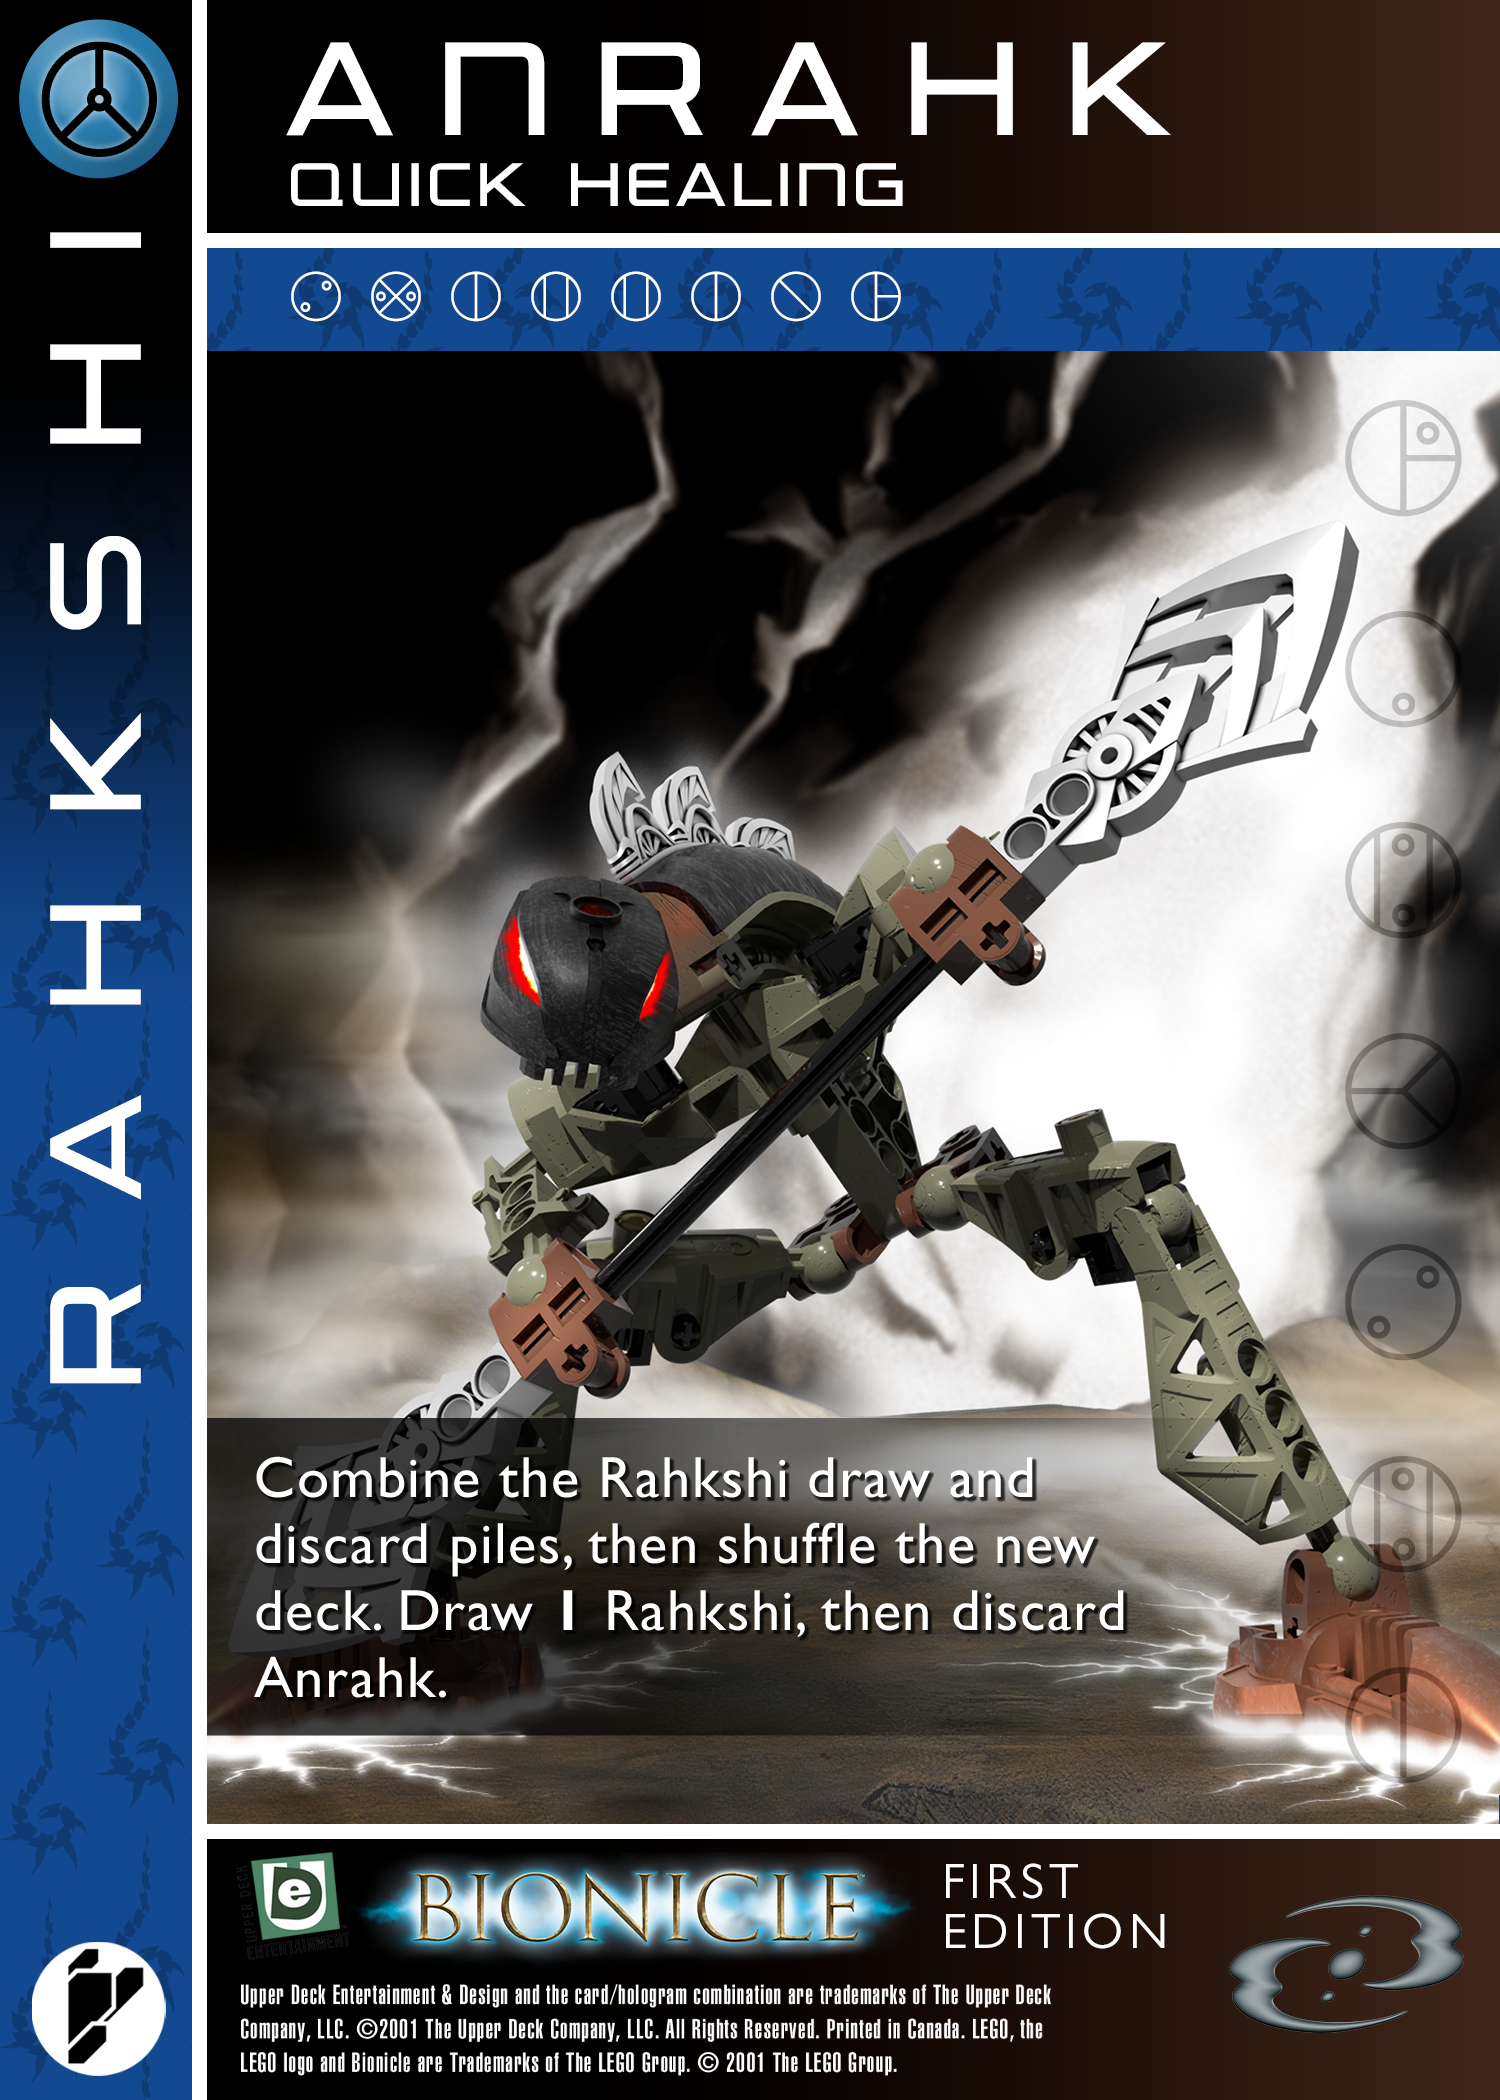 ANRAHK
QUICK HEALING
RAHKSHI
Combine the Rahkshi draw and
discard piles, then shuffle the new
deck. Draw 1 Rahkshi, then discard
Anrahk.
UPPER DECK
e
ENTERTAINMENT
BIONICLE
FIRST
EDITION
Upper Deck Entertainment & Design and the card/hologram combination are trademarks of The Upper Deck
Company, LLC. ©2001 The Upper Deck Company, LLC. All Rights Reserved. Printed in Canada. LEGO, the
LEGO logo and Bionicle are Trademarks of The LEGO Group. © 2001 The LEGO Group.